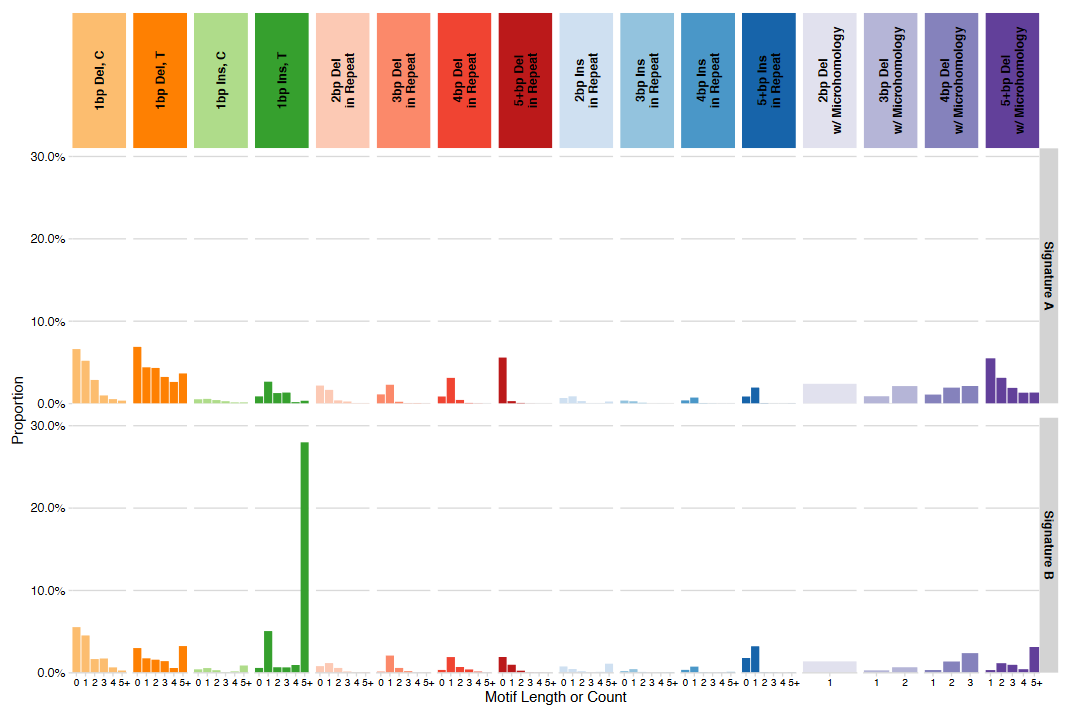 1bp Del, C
1bp Del, T
1bp Ins, C
1bp Ins, T
2bp Del
in Repeat
3bp Del
in Repeat
4bp Del
in Repeat
5+bp Del
in Repeat
2bp Ins
in Repeat
3bp Ins
in Repeat
4bp Ins
in Repeat
5+bp Ins
in Repeat
2bp Del
w/ Microhomology
3bp Del
w/ Microhomology
4bp Del
w/ Microhomology
5+bp Del
w/ Microhomology
Proportion
30.0%
20.0%
10.0%
0.0%
Signature A
30.0%
20.0%
10.0%
0.0%
Signature B
0 1 2 3 4 5+ 0 1 2 3 4 5+ 0 1 2 3 4 5+ 0 1 2 3 4 5+ 0 1 2 3 4 5+ 0 1 2 3 4 5+ 0 1 2 3 4 5+ 0 1 2 3 4 5+ 0 1 2 3 4 5+ 0 1 2 3 4 5+ 0 1 2 3 4 5+ 0 1 2 3 4 5+ 1 1 2 1 2 3 1 2 3 4 5+
Motif Length or Count